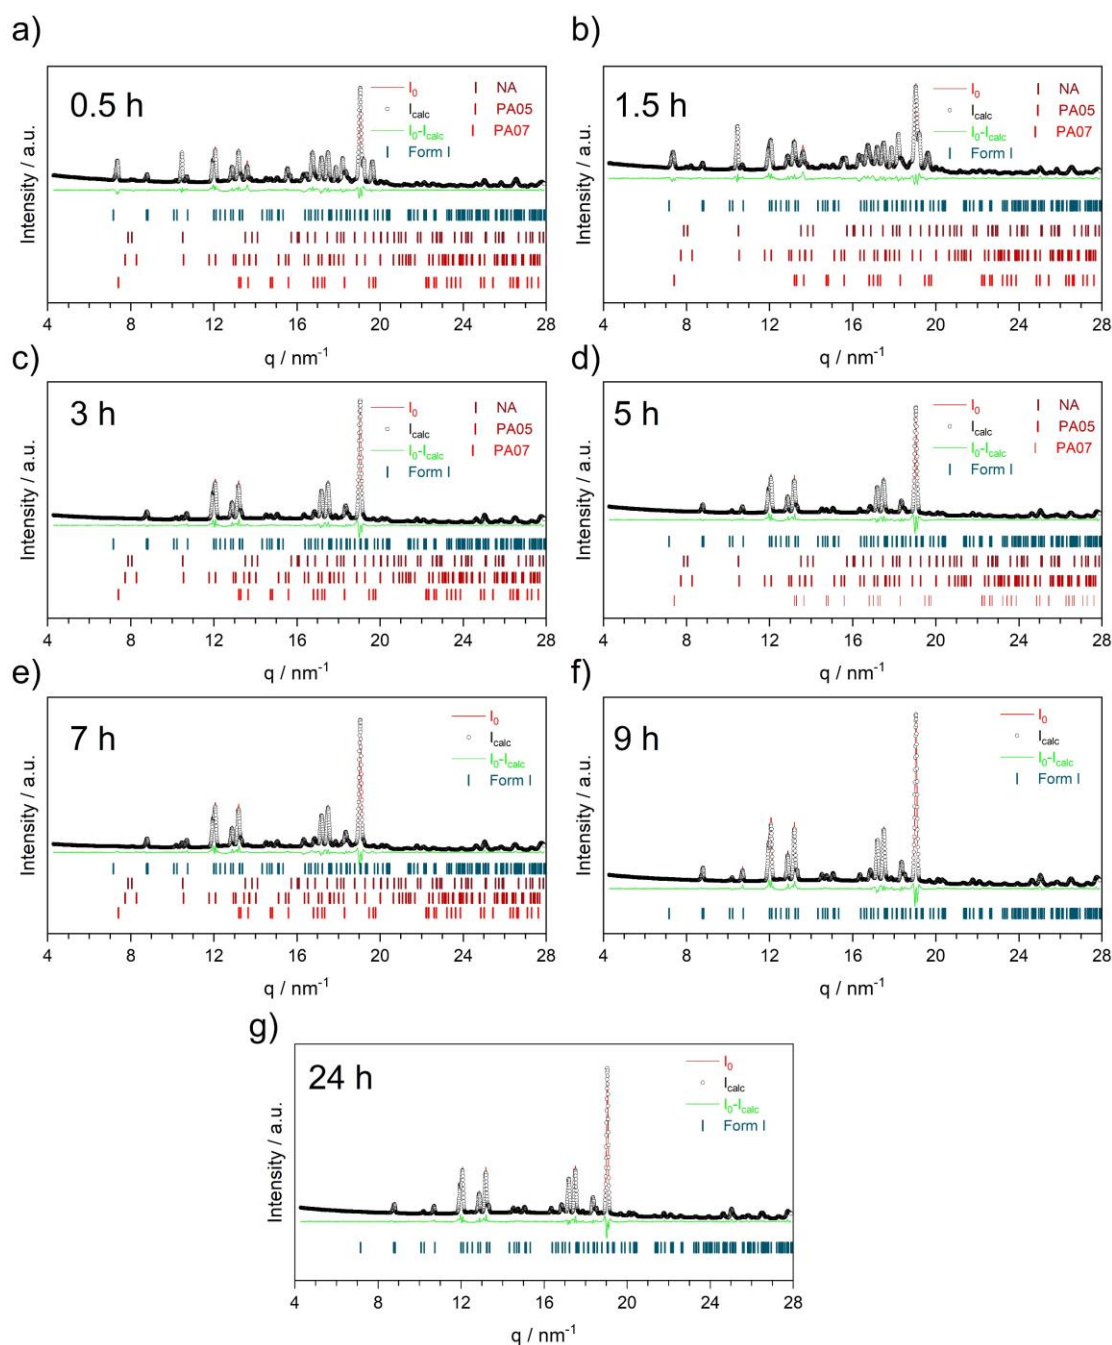 a)
0.5 h
I0
Icalc
I0-Icalc
Form I
NA
PA05
PA07
Intensity / a.u.
4 8 12 16 20 24 28
q / nm-1
b)
1.5 h
I0
Icalc
I0-Icalc
Form I
NA
PA05
PA07
Intensity / a.u.
4 8 12 16 20 24 28
q / nm-1
c)
3 h
I0
Icalc
I0-Icalc
Form I
NA
PA05
PA07
Intensity / a.u.
4 8 12 16 20 24 28
q / nm-1
d)
5 h
I0
Icalc
I0-Icalc
Form I
NA
PA05
PA07
Intensity / a.u.
4 8 12 16 20 24 28
q / nm-1
e)
7 h
I0
Icalc
I0-Icalc
Form I
Intensity / a.u.
4 8 12 16 20 24 28
q / nm-1
f)
9 h
I0
Icalc
I0-Icalc
Form I
Intensity / a.u.
4 8 12 16 20 24 28
q / nm-1
g)
24 h
I0
Icalc
I0-Icalc
Form I
Intensity / a.u.
4 8 12 16 20 24 28
q / nm-1